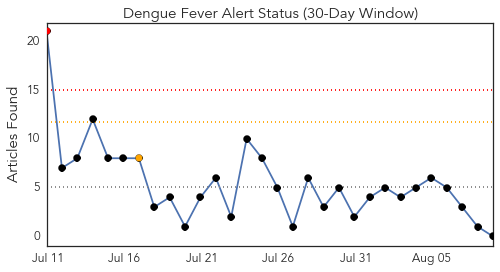 Dengue Fever Alert Status (30-Day Window)
Articles Found
20
15
10
5
0
Jul 11
Jul 16
Jul 21
Jul 26
Jul 31
Aug 05